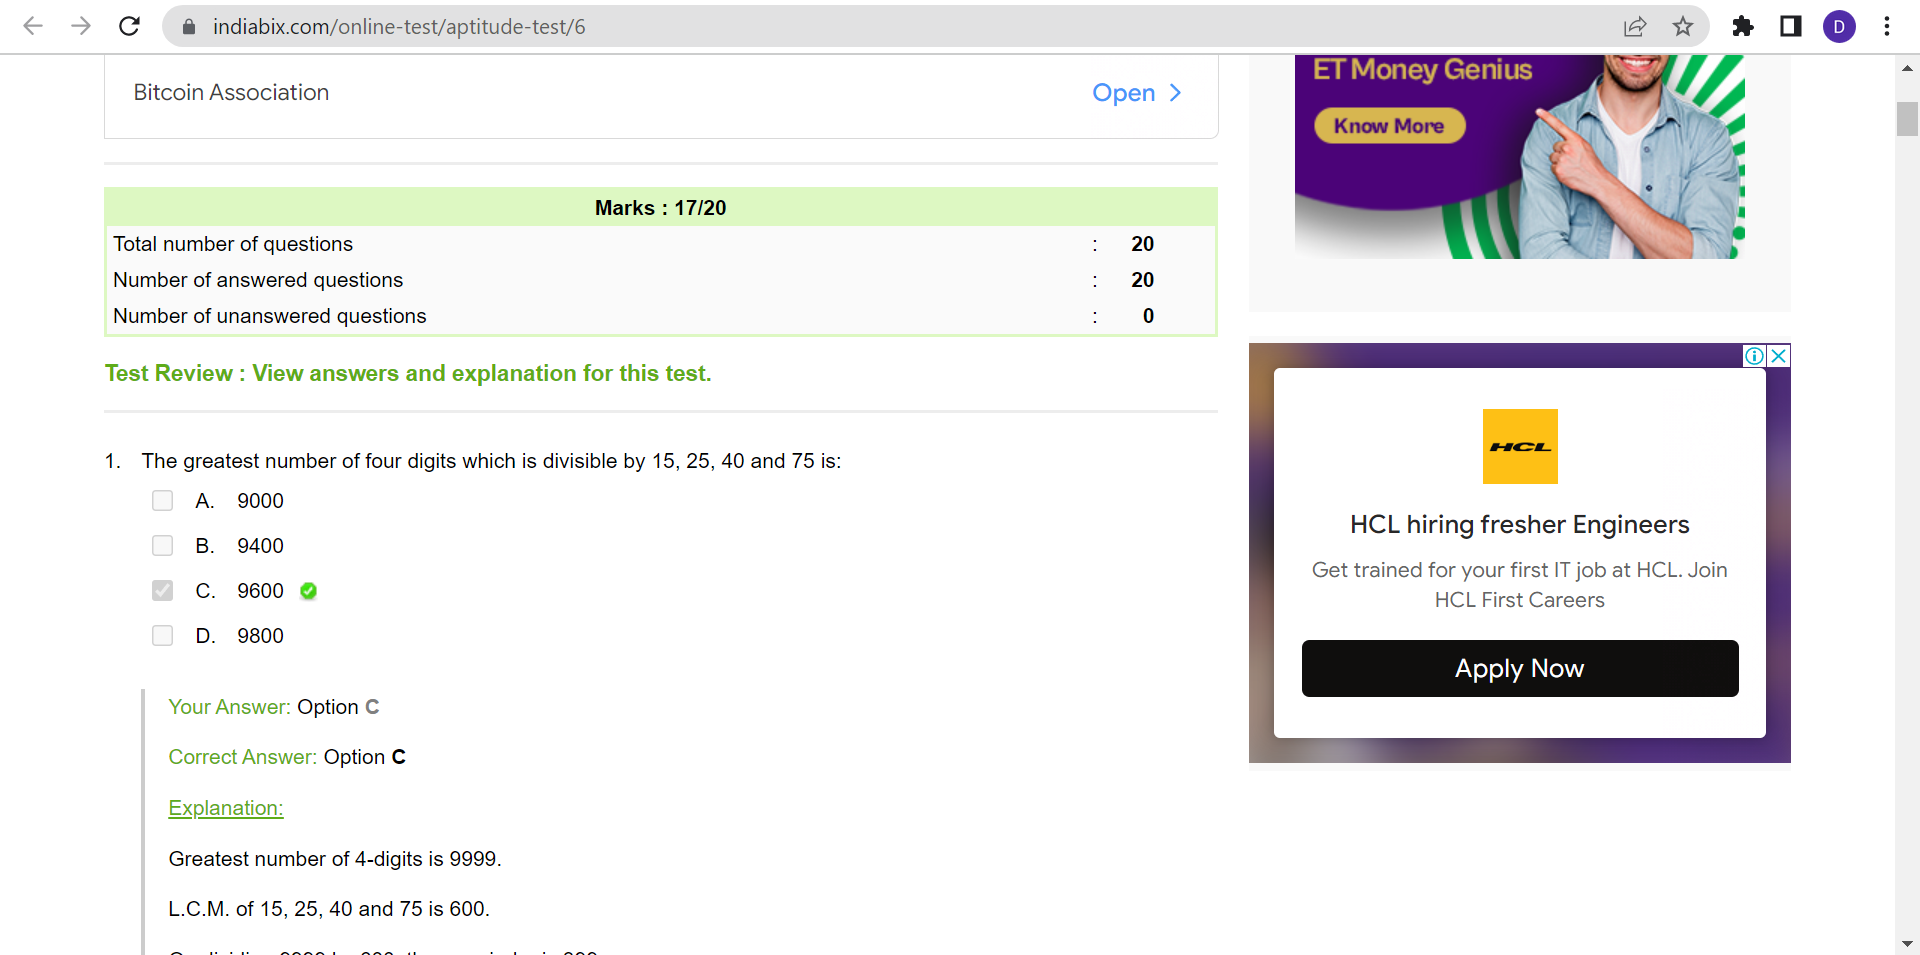 indiabix.com/online-test/aptitude-test/6
D
Bitcoin Association
Open
ET Money Genius
Know More
Marks : 17/20
Total number of questions : 20
Number of answered questions : 20
Number of unanswered questions : 0
Test Review : View answers and explanation for this test.
1. The greatest number of four digits which is divisible by 15, 25, 40 and 75 is:
A. 9000
B. 9400
C. 9600
D. 9800
Your Answer: Option C
Correct Answer: Option C
Explanation:
Greatest number of 4-digits is 9999.
L.C.M. of 15, 25, 40 and 75 is 600.
HCL
HCL hiring fresher Engineers
Get trained for your first IT job at HCL. Join
HCL First Careers
Apply Now